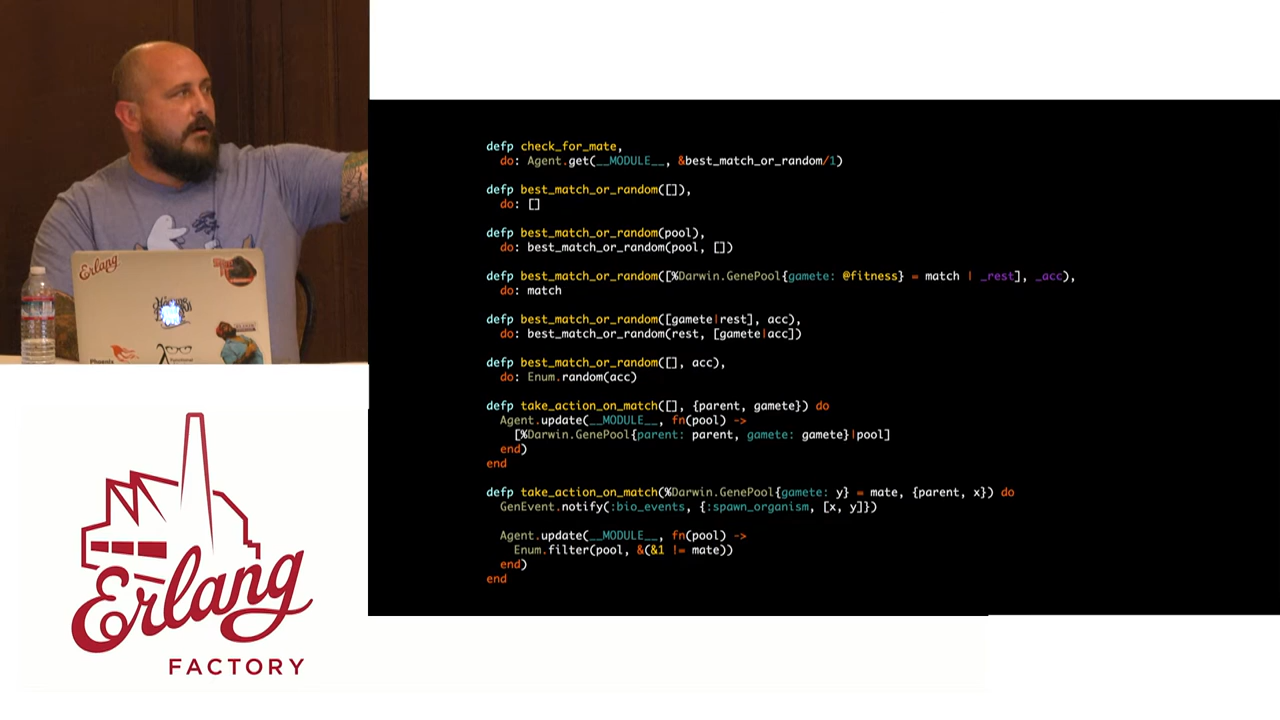 Erlang
Phoenix
defp check_for_mate,
  do: Agent.get(__MODULE__, &best_match_or_random/1)
defp best_match_or_random([]),
  do: []
defp best_match_or_random(pool),
  do: best_match_or_random(pool, [])
defp best_match_or_random([%Darwin.GenePool{gamete: @fitness} = match | _rest], _acc),
  do: match
defp best_match_or_random([gamete|rest], acc),
  do: best_match_or_random(rest, [gamete|acc])
defp best_match_or_random([], acc),
  do: Enum.random(acc)
defp take_action_on_match([], {parent, gamete}) do
  Agent.update(__MODULE__, fn(pool) ->
    [%Darwin.GenePool{parent: parent, gamete: gamete}|pool]
  end)
end
defp take_action_on_match(%Darwin.GenePool{gamete: y} = mate, {parent, x}) do
  GenEvent.notify(:bio_events, {:spawn_organism, [x, y]})
  Agent.update(__MODULE__, fn(pool) ->
    Enum.filter(pool, &(&1 != mate))
  end)
end
Erlang
FACTORY